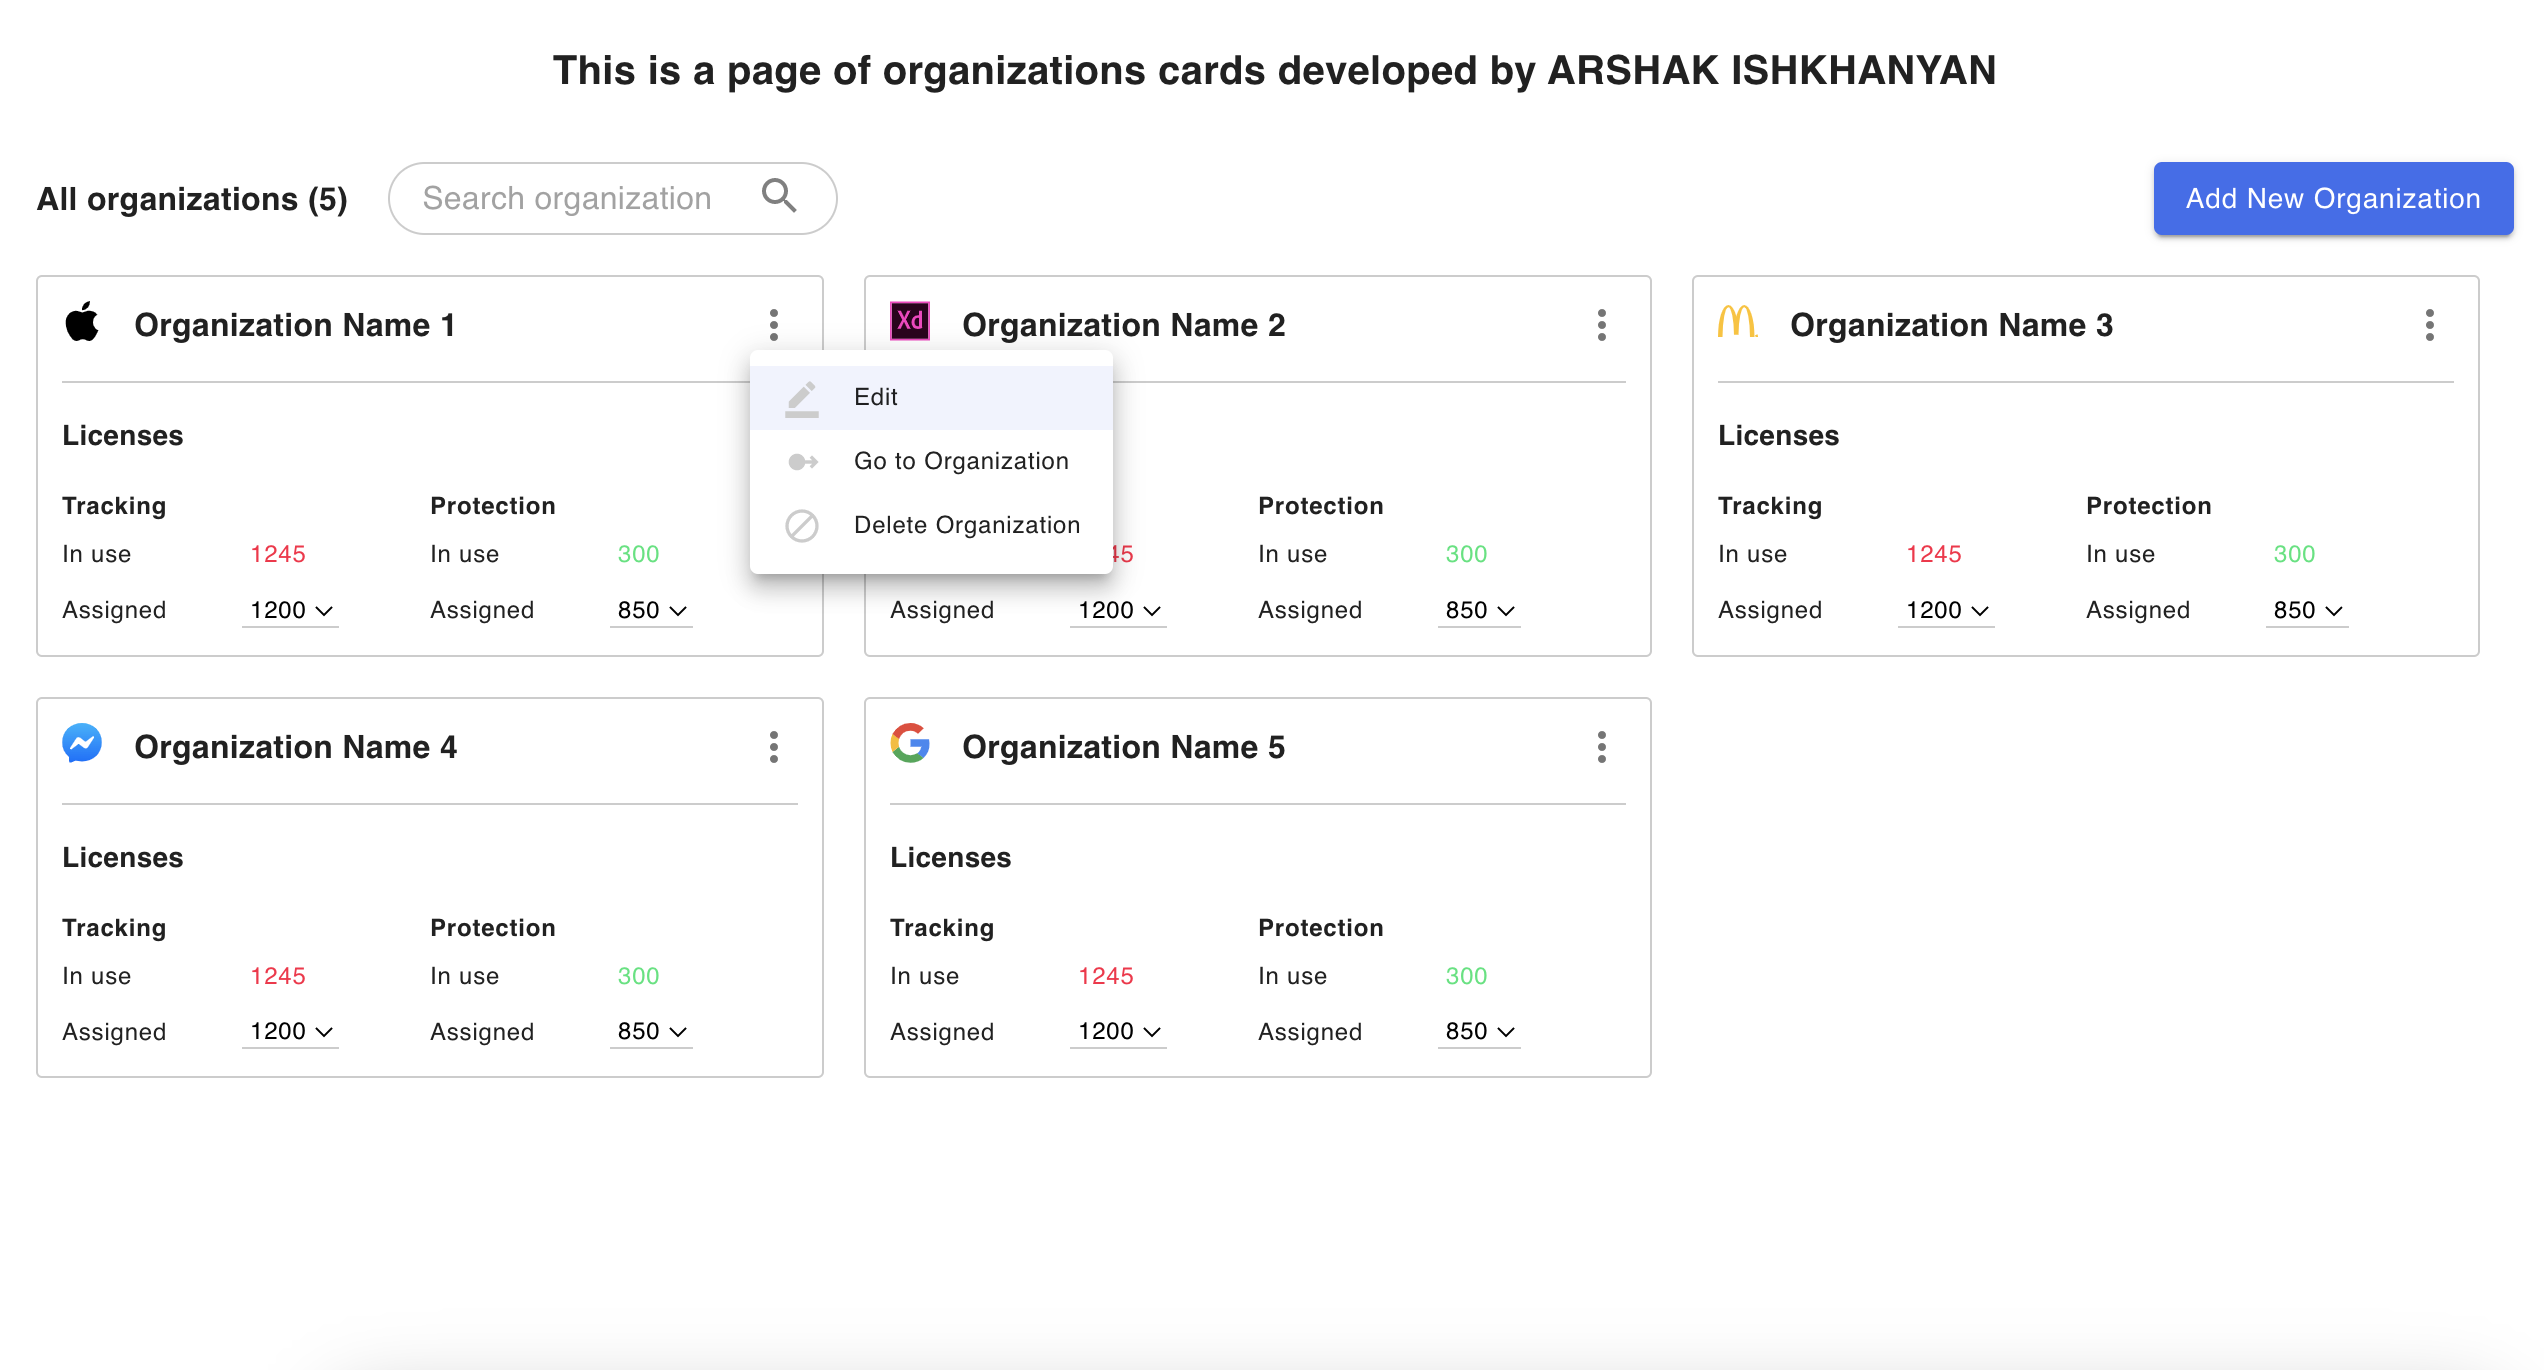 This is a page of organizations cards developed by ARSHAK ISHKHANYAN
All organizations (5)
Search organization
Add New Organization
Organization Name 1
Licenses
Tracking
Protection
In use 1245
In use 300
Assigned 1200
Assigned 850
Edit
Go to Organization
Delete Organization
Xd
Organization Name 2
Protection
45
In use 300
Assigned 1200
Assigned 850
Organization Name 3
Licenses
Tracking
Protection
In use 1245
In use 300
Assigned 1200
Assigned 850
Organization Name 4
Licenses
Tracking
Protection
In use 1245
In use 300
Assigned 1200
Assigned 850
Organization Name 5
Licenses
Tracking
Protection
In use 1245
In use 300
Assigned 1200
Assigned 850